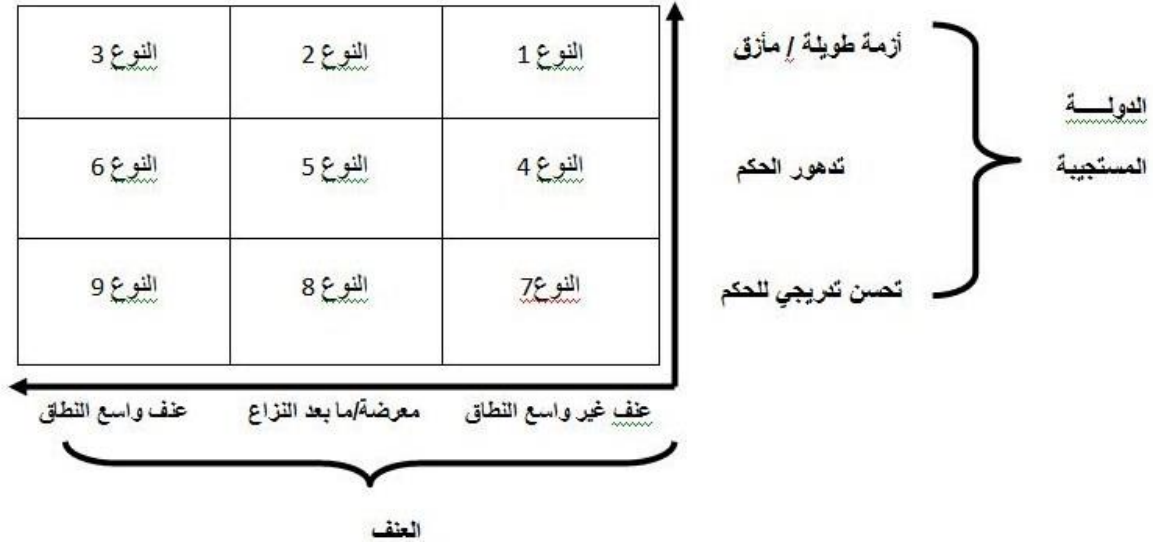 أزمة طويلة / مأزق
النوع 1
النوع 2
النوع 3
الدولـــــة
المستجيبة
تدهور الحكم
النوع 4
النوع 5
النوع 6
تحسن تدريجي للحكم
النوع7
النوع 8
النوع 9
عنف غير واسع النطاق
معرضة/ما بعد النزاع
عنف واسع النطاق
العنف